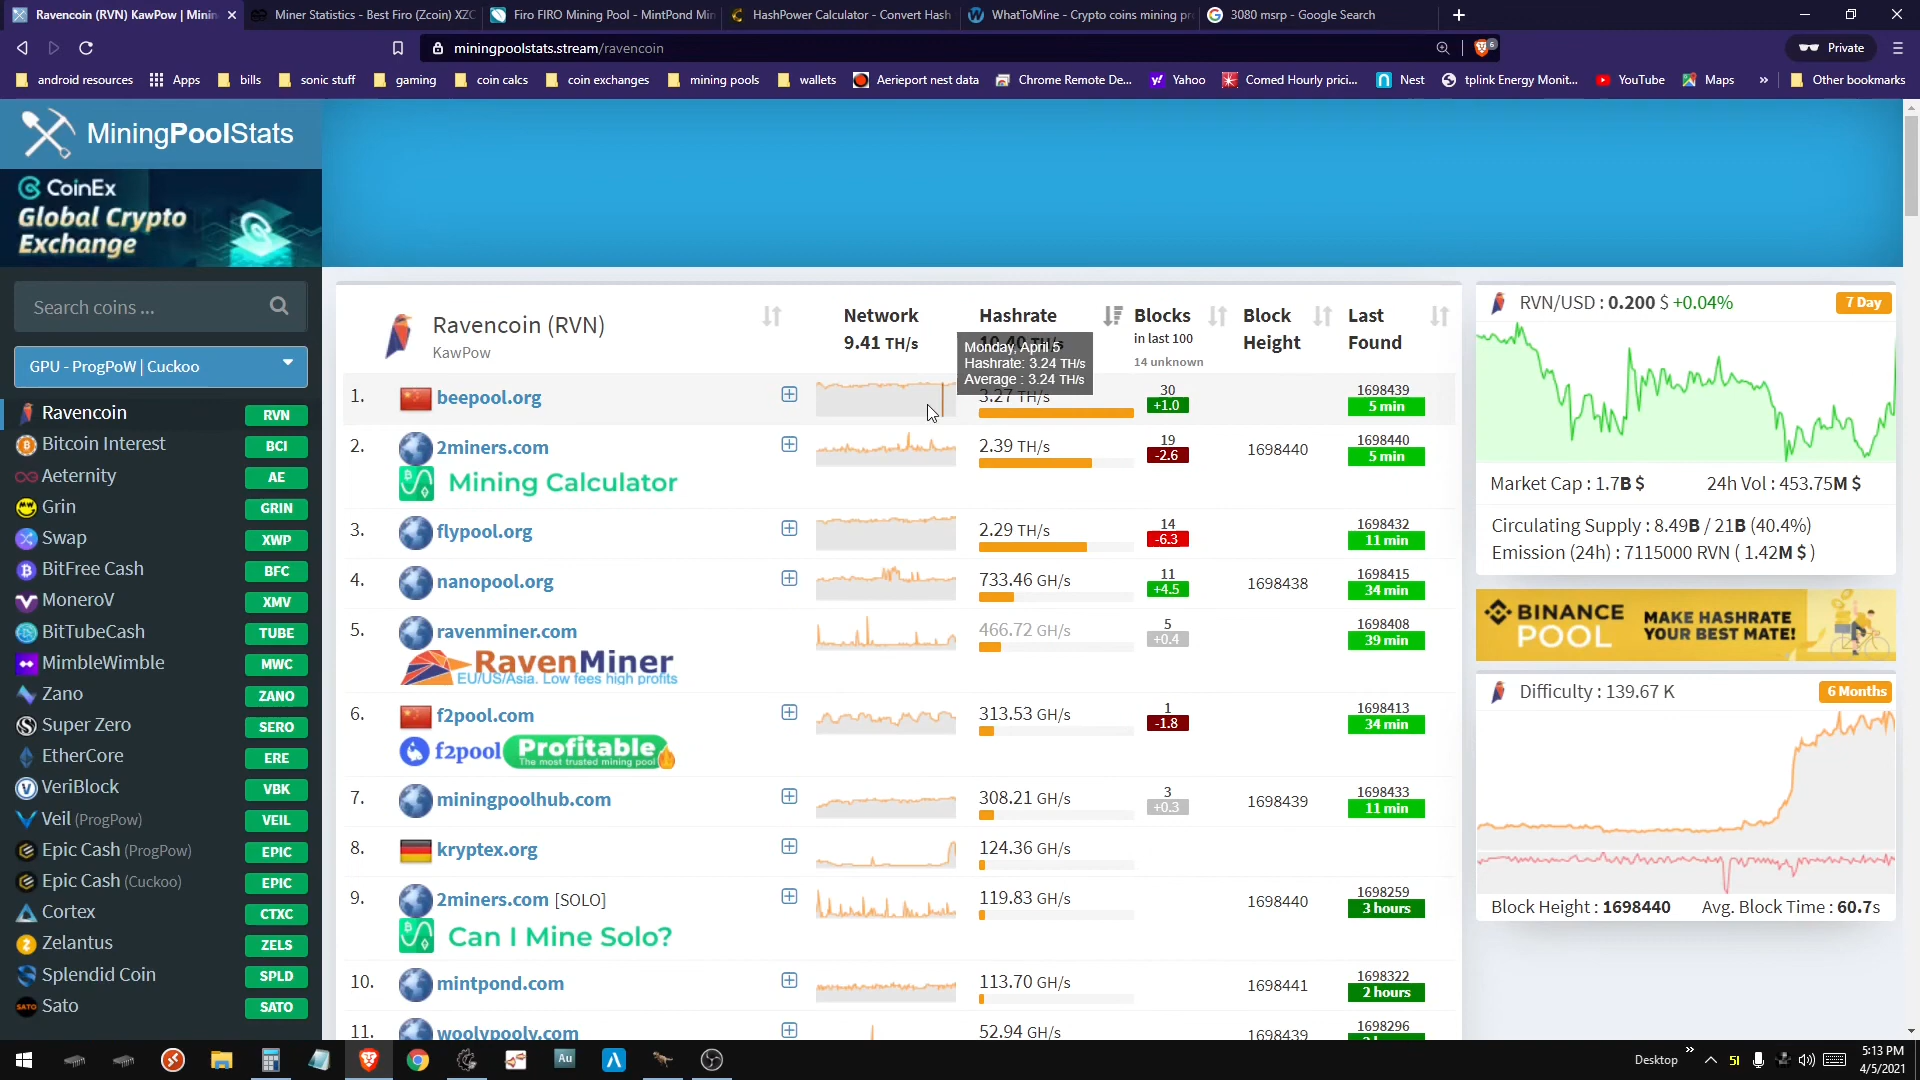 Ravencoin (RVN) KawPow | Minin
Miner Statistics - Best Firo (Zcoin) XZC
Firo FIRO Mining Pool - MintPond Min
HashPower Calculator - Convert Hash
WhatToMine - Crypto coins mining pr
3080 msrp - Google Search
miningpoolstats.stream/ravencoin
6
Private
android resources
Apps
bills
sonic stuff
gaming
coin calcs
coin exchanges
mining pools
wallets
Aerieport nest data
Chrome Remote De...
Yahoo
Comed Hourly prici...
Nest
tplink Energy Monit...
YouTube
Maps
Other bookmarks
MiningPoolStats
CoinEx
Global Crypto
Exchange
Search coins ...
GPU - ProgPoW | Cuckoo
Ravencoin RVN
Bitcoin Interest BCI
Aeternity AE
Grin GRIN
Swap XWP
BitFree Cash BFC
MoneroV XMV
BitTubeCash TUBE
MimbleWimble MWC
Zano ZANO
Super Zero SERO
EtherCore ERE
VeriBlock VBK
Veil (ProgPow) VEIL
Epic Cash (ProgPow) EPIC
Epic Cash (Cuckoo) EPIC
Cortex CTXC
Zelantus ZELS
Splendid Coin SPLD
Sato SATO
Ravencoin (RVN)
KawPow
Network
9.41 TH/s
Hashrate
10.40 TH/s
Blocks
in last 100
14 unknown
Block
Height
Last
Found
Monday, April 5
Hashrate: 3.24 TH/s
Average : 3.24 TH/s
1. beepool.org 3.27 TH/s 30 +1.0 1698439 5 min
2. 2miners.com 2.39 TH/s 19 -2.6 1698440 1698440 5 min
Mining Calculator
3. flypool.org 2.29 TH/s 14 -6.3 1698432 11 min
4. nanopool.org 733.46 GH/s 11 +4.5 1698438 1698415 34 min
5. ravenminer.com 466.72 GH/s 5 +0.4 1698408 39 min
RavenMiner
EU/US/Asia. Low fees high profits
6. f2pool.com 313.53 GH/s 1 -1.8 1698413 34 min
f2pool Profitable
The most trusted mining pool
7. miningpoolhub.com 308.21 GH/s 3 +0.3 1698439 1698433 11 min
8. kryptex.org 124.36 GH/s
9. 2miners.com [SOLO] 119.83 GH/s 1698440 1698259 3 hours
Can I Mine Solo?
10. mintpond.com 113.70 GH/s 1698441 1698322 2 hours
11. woolypooly.com 52.94 GH/s 1698439 1698296
RVN/USD : 0.200 $ +0.04%
7 Day
Market Cap : 1.7B $
24h Vol : 453.75M $
Circulating Supply : 8.49B / 21B (40.4%)
Emission (24h) : 7115000 RVN ( 1.42M $ )
BINANCE
POOL
MAKE HASHRATE
YOUR BEST MATE!
Difficulty : 139.67 K
6 Months
Block Height : 1698440
Avg. Block Time : 60.7s
Au
Desktop
51
5:13 PM
4/5/2021